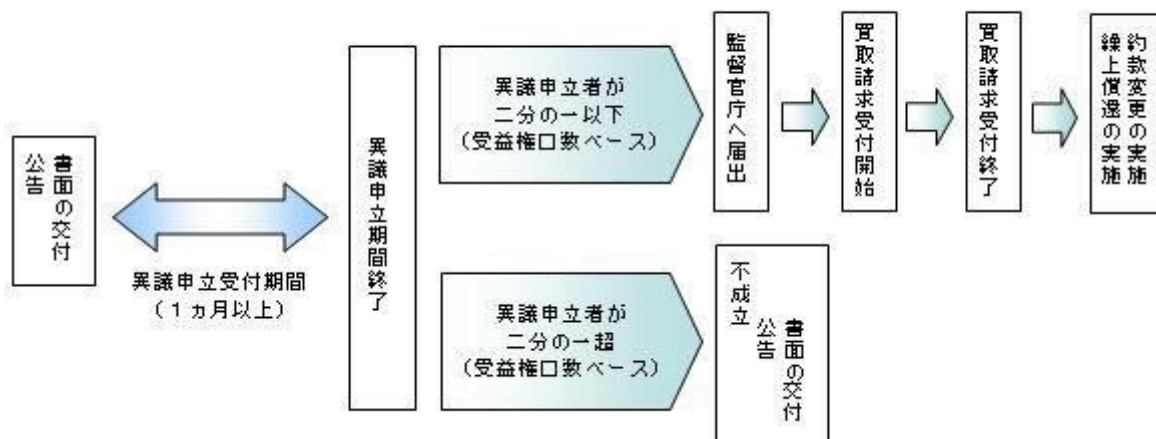 書面の交付
公告
異議申立受付期間
(1ヵ月以上)
異議申立期間終了
異議申立者が
二分の一以下
(受益権口数ベース)
監督官庁へ届出
買取請求受付開始
買取請求受付終了
約款変更の実施
繰上償還の実施
異議申立者が
二分の一超
(受益権口数ベース)
不成立
書面の交付
公告